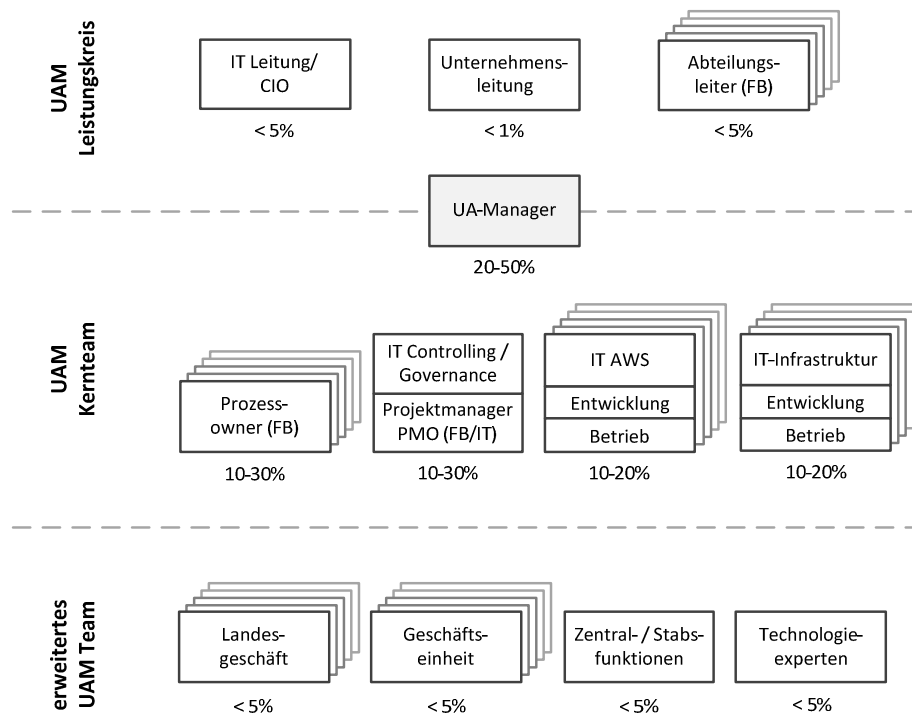 UAM
Leistungskreis
IT Leitung/
CIO
< 5%
Unternehmens-
leitung
< 1%
Abteilungs-
leiter (FB)
< 5%
UA-Manager
20-50%
UAM
Kernteam
Prozess-
owner (FB)
10-30%
IT Controlling /
Governance
Projektmanager
PMO (FB/IT)
10-30%
IT AWS
Entwicklung
Betrieb
10-20%
IT-Infrastruktur
Entwicklung
Betrieb
10-20%
erweitertes
UAM Team
Landes-
geschäft
< 5%
Geschäfts-
einheit
< 5%
Zentral- / Stabs-
funktionen
< 5%
Technologie-
experten
< 5%